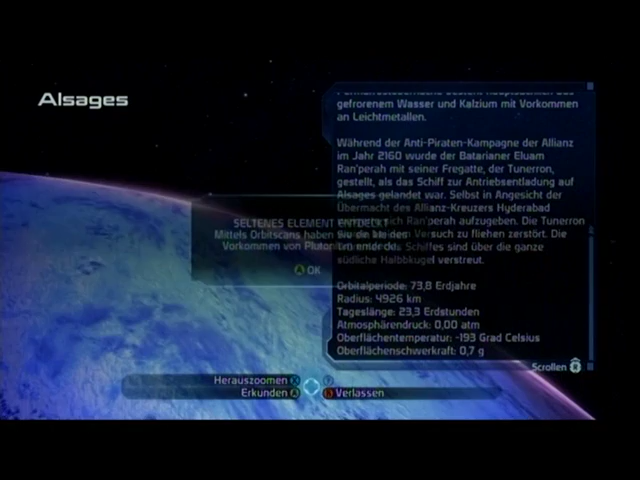 Alsages
gefrorenem Wasser und Kalzium mit Vorkommen
an Leichtmetallen.
Während der Anti-Piraten-Kampagne der Allianz
im Jahr 2160 wurde der Batarianer Eluam
Ran'perah mit seiner Fregatte, der Tunerron,
gestellt, als das Schiff zur Antriebsentladung auf
Alsages gelandet war. Selbst in Angesicht der
Übermacht des Allianz-Kreuzers Hyderabad
sich Ran'perah aufzugeben. Die Tunerron
Versuch zu fliehen zerstört. Die
des Schiffes sind über die ganze
südliche Halbkugel verstreut.
Orbitalperiode: 73,8 Erdjahre
Radius: 4926 km
Tageslänge: 23,3 Erdstunden
Atmosphärendruck: 0,00 atm
Oberflächentemperatur: -193 Grad Celsius
Oberflächenschwerkraft: 0,7 g
SELTENES ELEMENT ENTDECKT
Mittels Orbitscans haben Sie
Vorkommen von
A OK
Scrollen R
Herauszoomen X
Y
Erkunden A
B Verlassen